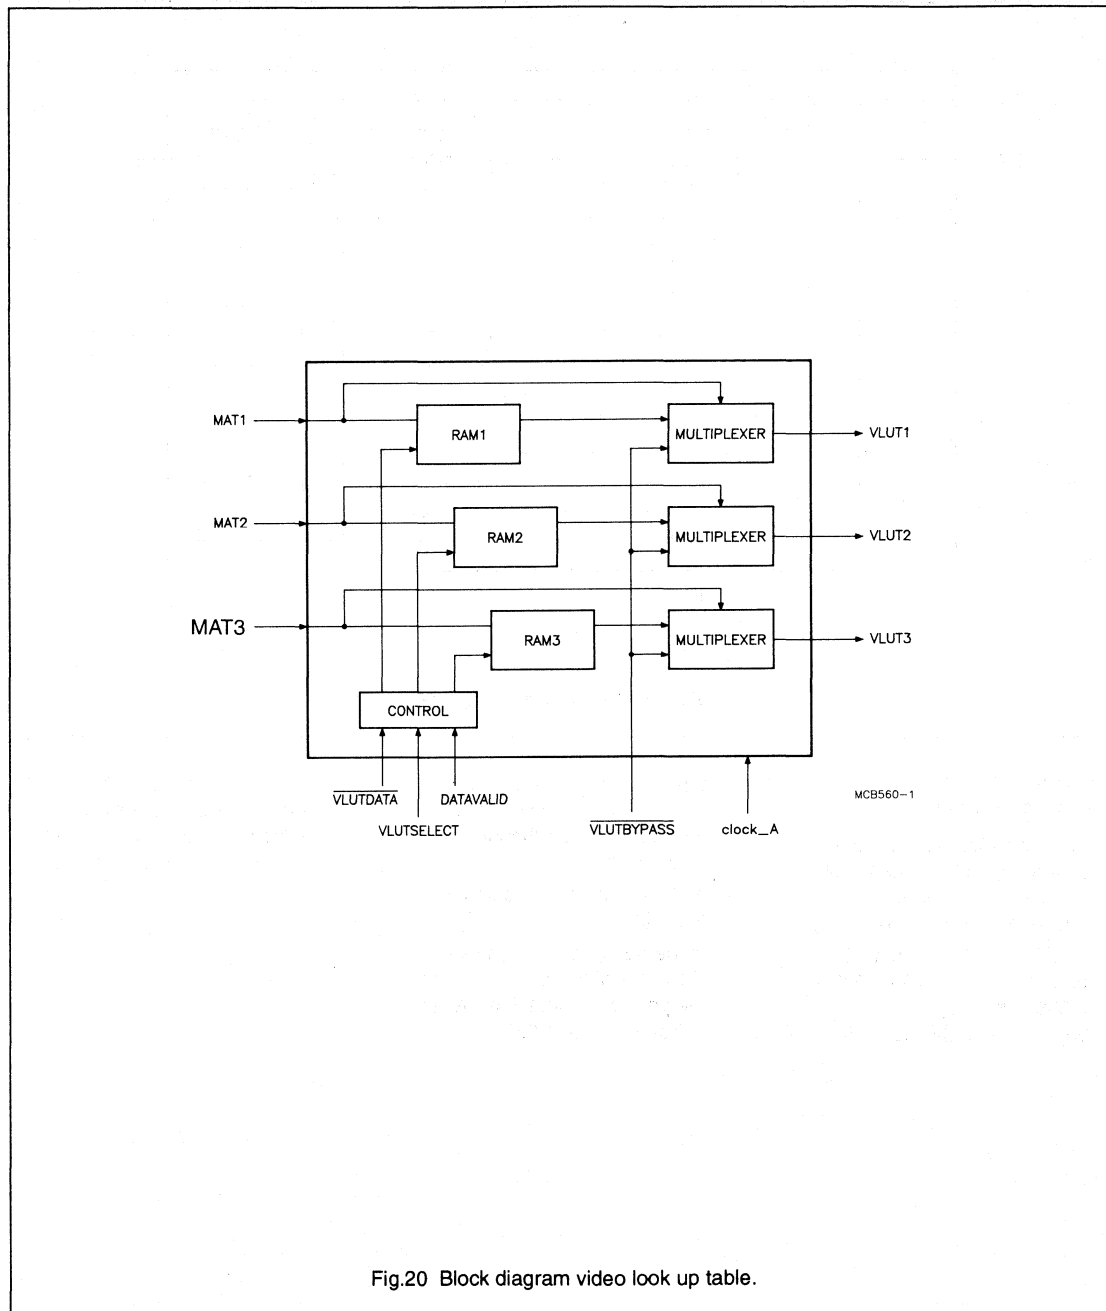 MAT1
RAM1
MULTIPLEXER
VLUT1
MAT2
RAM2
MULTIPLEXER
VLUT2
MAT3
RAM3
MULTIPLEXER
VLUT3
CONTROL
VLUTDATA
VLUTSELECT
DATAVALID
VLUTBYPASS
clock_A
MCB560-1
Fig.20 Block diagram video look up table.